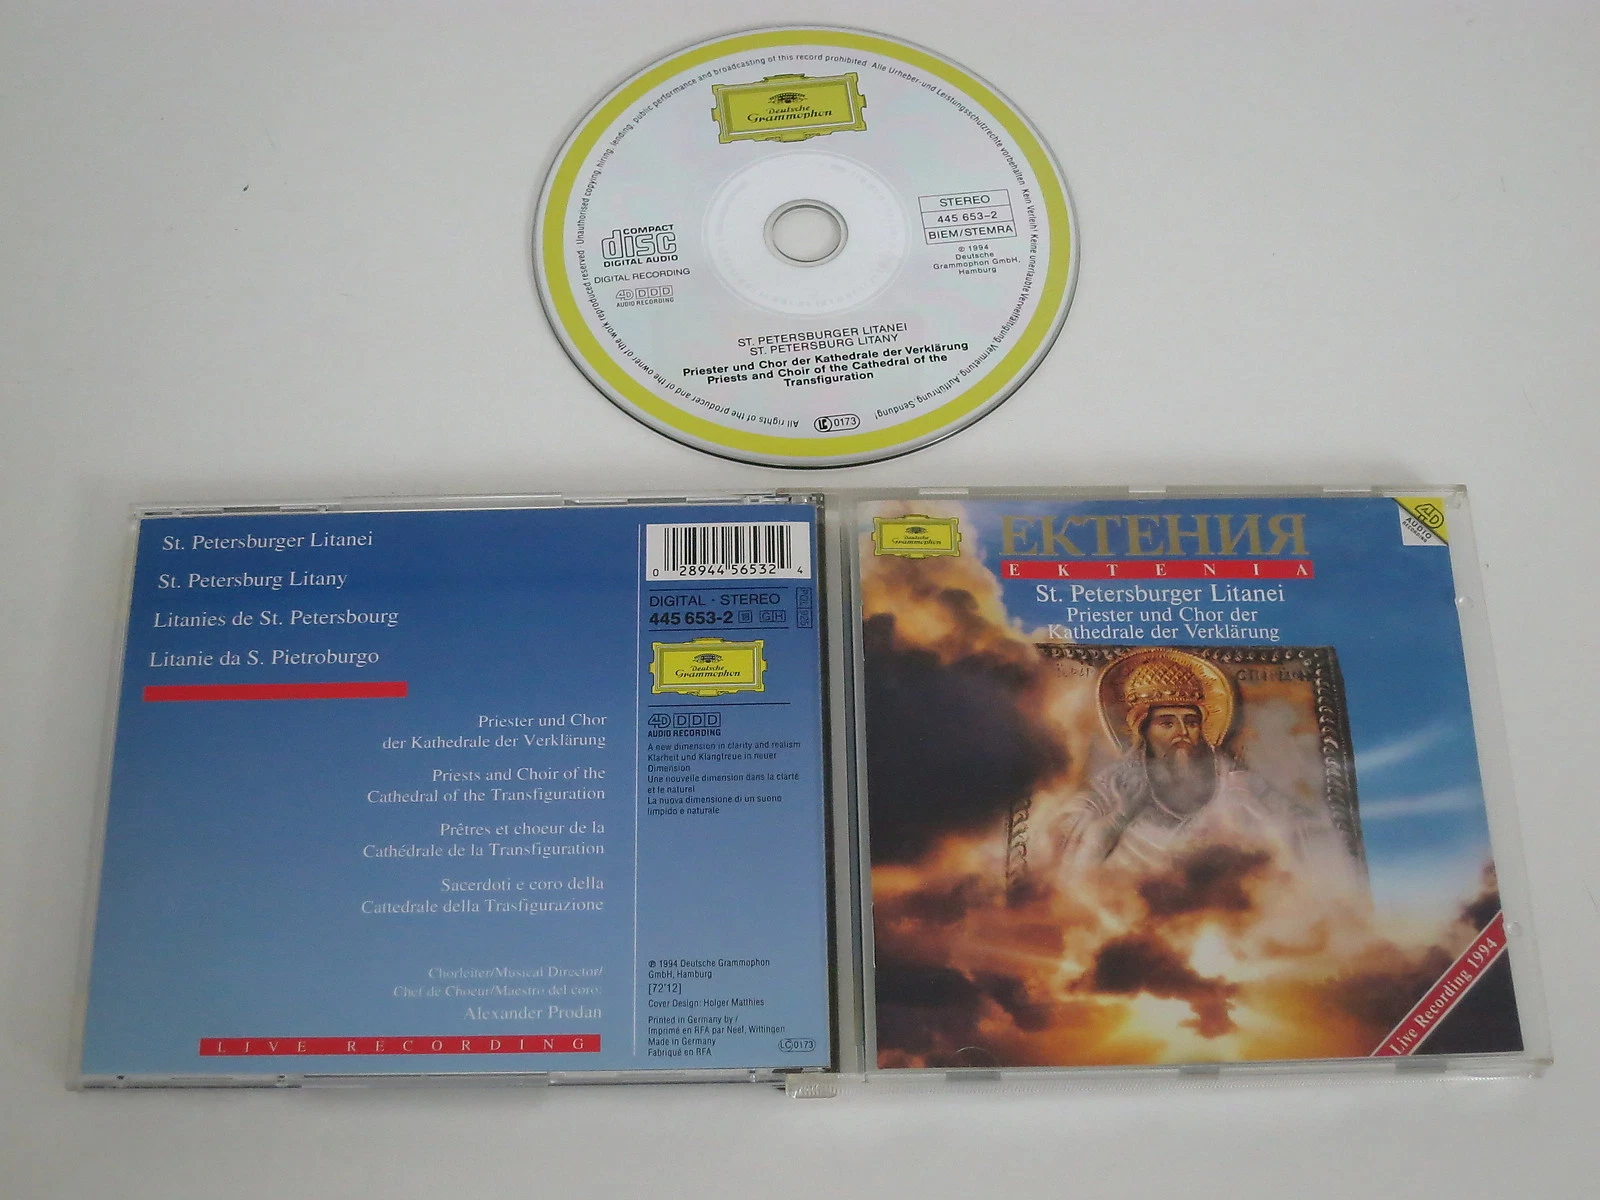 All rights of the producer and of the owner of the work reproduced reserved. Unauthorised copying, hiring, lending, public performance and broadcasting of this record prohibited. Alle Urheber- und Leistungsschutzrechte vorbehalten. Kein Verleih! Keine unerlaubte Vervielfältigung, Vermietung, Aufführung, Sendung!
Deutsche
Grammophon
COMPACT
disc
DIGITAL AUDIO
DIGITAL RECORDING
4D DDD
AUDIO RECORDING
STEREO
445 653-2
BIEM/STEMRA
℗ 1994
Deutsche
Grammophon GmbH,
Hamburg
ST. PETERSBURGER LITANEI
ST. PETERSBURG LITANY
Priester und Chor der Kathedrale der Verklärung
Priests and Choir of the Cathedral of the
Transfiguration
LC 0173
St. Petersburger Litanei
St. Petersburg Litany
Litanies de St. Petersbourg
Litanie da S. Pietroburgo
Priester und Chor
der Kathedrale der Verklärung
Priests and Choir of the
Cathedral of the Transfiguration
Prêtres et choeur de la
Cathédrale de la Transfiguration
Sacerdoti e coro della
Cattedrale della Trasfigurazione
Chorleiter/Musical Director/
Chef de Choeur/Maestro del coro:
Alexander Prodan
LIVE RECORDING
0 28944 56532 4
DIGITAL · STEREO
445 653-2 GH
POL 925
Deutsche
Grammophon
4D DDD
AUDIO RECORDING
A new dimension in clarity and realism
Klarheit und Klangtreue in neuer
Dimension
Une nouvelle dimension dans la clarté
et le naturel
La nuova dimensione di un suono
limpido e naturale
℗ 1994 Deutsche Grammophon
GmbH, Hamburg
[72'12]
Cover Design: Holger Matthies
Printed in Germany by /
Imprimé en RFA par Neef, Wittingen
Made in Germany
Fabriqué en RFA
LC 0173
Deutsche
Grammophon
ЕКТЕНИЯ
EKTENIA
St. Petersburger Litanei
Priester und Chor der
Kathedrale der Verklärung
4D
AUDIO
RECORDING
Live Recording 1994